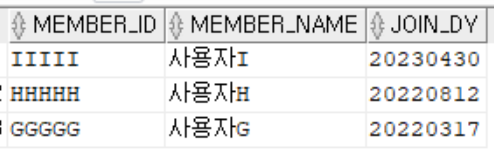 MEMBER_ID MEMBER_NAME JOIN_DY
IIIII 사용자I 20230430
HHHHH 사용자H 20220812
GGGGG 사용자G 20220317